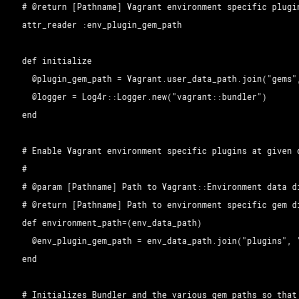 # @return [Pathname] Vagrant environment specific plugin
attr_reader :env_plugin_gem_path
def initialize
@plugin_gem_path = Vagrant.user_data_path.join("gems",
@logger = Log4r::Logger.new("vagrant::bundler")
end
# Enable Vagrant environment specific plugins at given d
#
# @param [Pathname] Path to Vagrant::Environment data di
# @return [Pathname] Path to environment specific gem di
def environment_path=(env_data_path)
@env_plugin_gem_path = env_data_path.join("plugins", "
end
# Initializes Bundler and the various gem paths so that